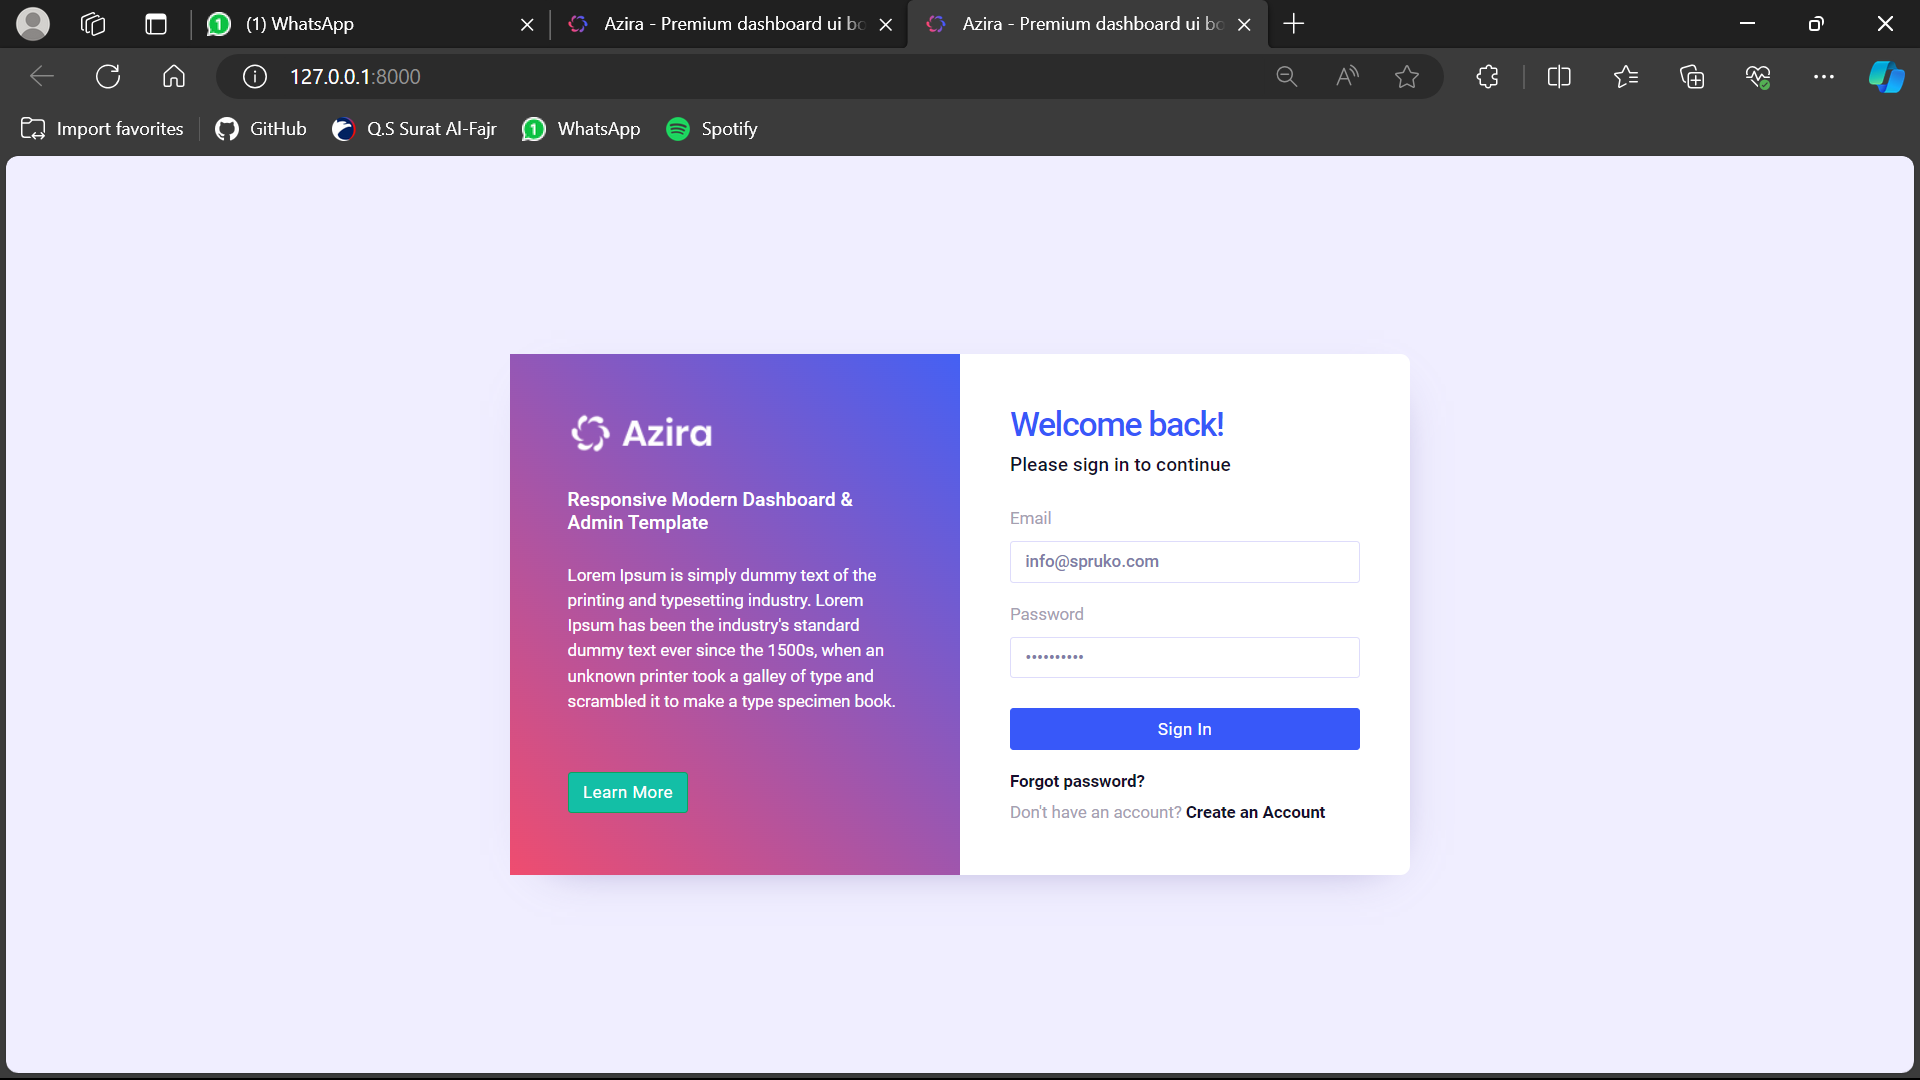 (1) WhatsApp
Azira - Premium dashboard ui bo
Azira - Premium dashboard ui bo
127.0.0.1:8000
Import favorites
GitHub
Q.S Surat Al-Fajr
1
WhatsApp
Spotify
Azira
Responsive Modern Dashboard &
Admin Template
Lorem Ipsum is simply dummy text of the
printing and typesetting industry. Lorem
Ipsum has been the industry's standard
dummy text ever since the 1500s, when an
unknown printer took a galley of type and
scrambled it to make a type specimen book.
Learn More
Welcome back!
Please sign in to continue
Email
info@spruko.com
Password
••••••••••
Sign In
Forgot password?
Don't have an account? Create an Account